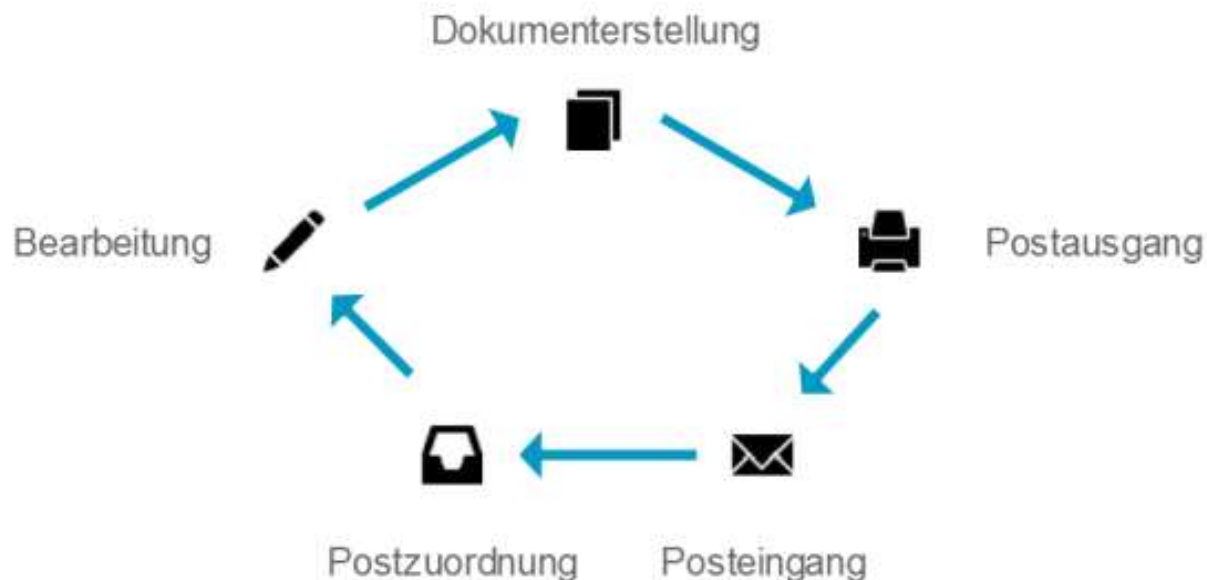 Dokumenterstellung
Bearbeitung
Postausgang
Postzuordnung
Posteingang